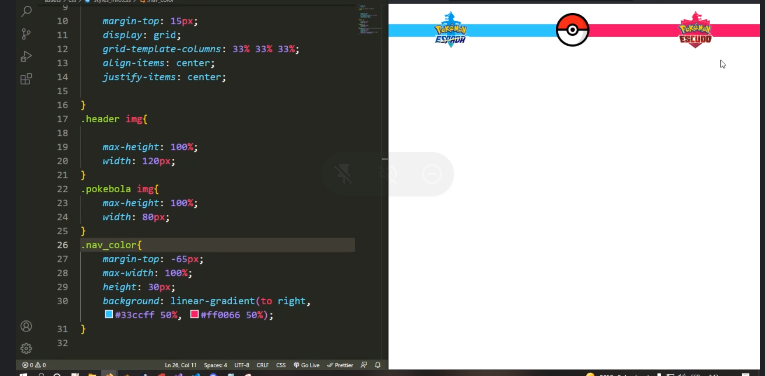 9
10 margin-top: 15px;
11 display: grid;
12 grid-template-columns: 33% 33% 33%;
13 align-items: center;
14 justify-items: center;
15
16 }
17 .header img{
18
19 max-height: 100%;
20 width: 120px;
21 }
22 .pokebola img{
23 max-height: 100%;
24 width: 80px;
25 }
26 .nav_color{
27 margin-top: -65px;
28 max-width: 100%;
29 height: 30px;
30 background: linear-gradient(to right,
#33ccff 50%, #ff0066 50%);
31 }
32
POKÉMON
ESPADA
POKÉMON
ESCUDO
0 0 Ln 26, Col 11 Spaces: 4 UTF-8 CRLF CSS Go Live Prettier